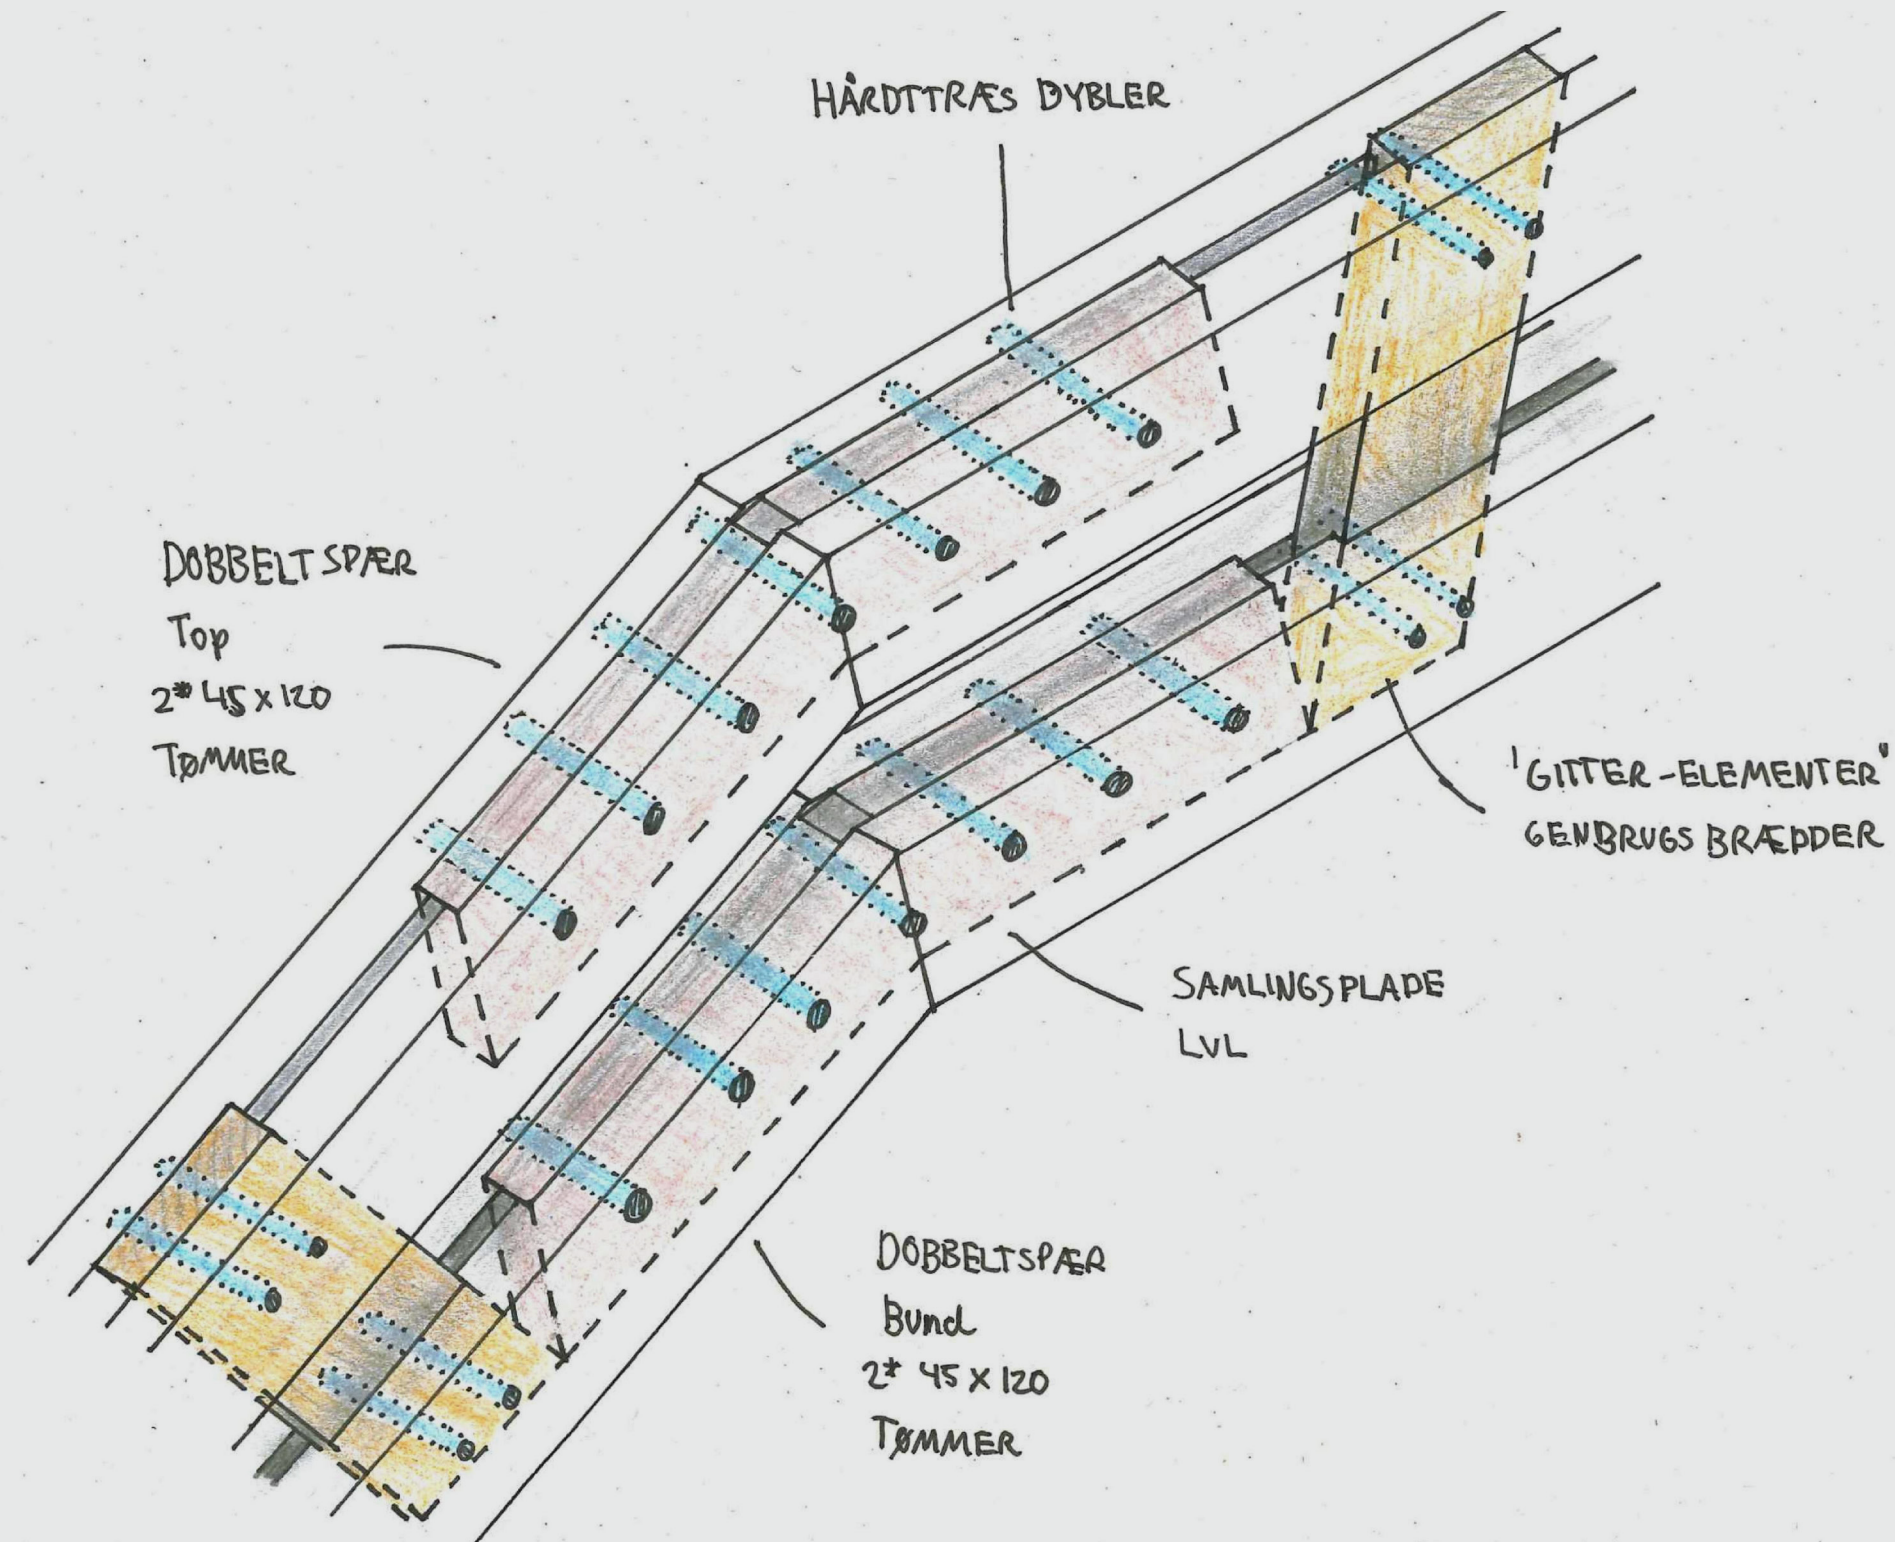 HÅRDTTRÆS DYBLER
DOBBELTSPÆR
TOP
2* 45 x 120
TØMMER
'GITTER-ELEMENTER'
GENBRUGS BRÆDDER
SAMLINGSPLADE
LVL
DOBBELTSPÆR
Bund
2* 45 x 120
TØMMER